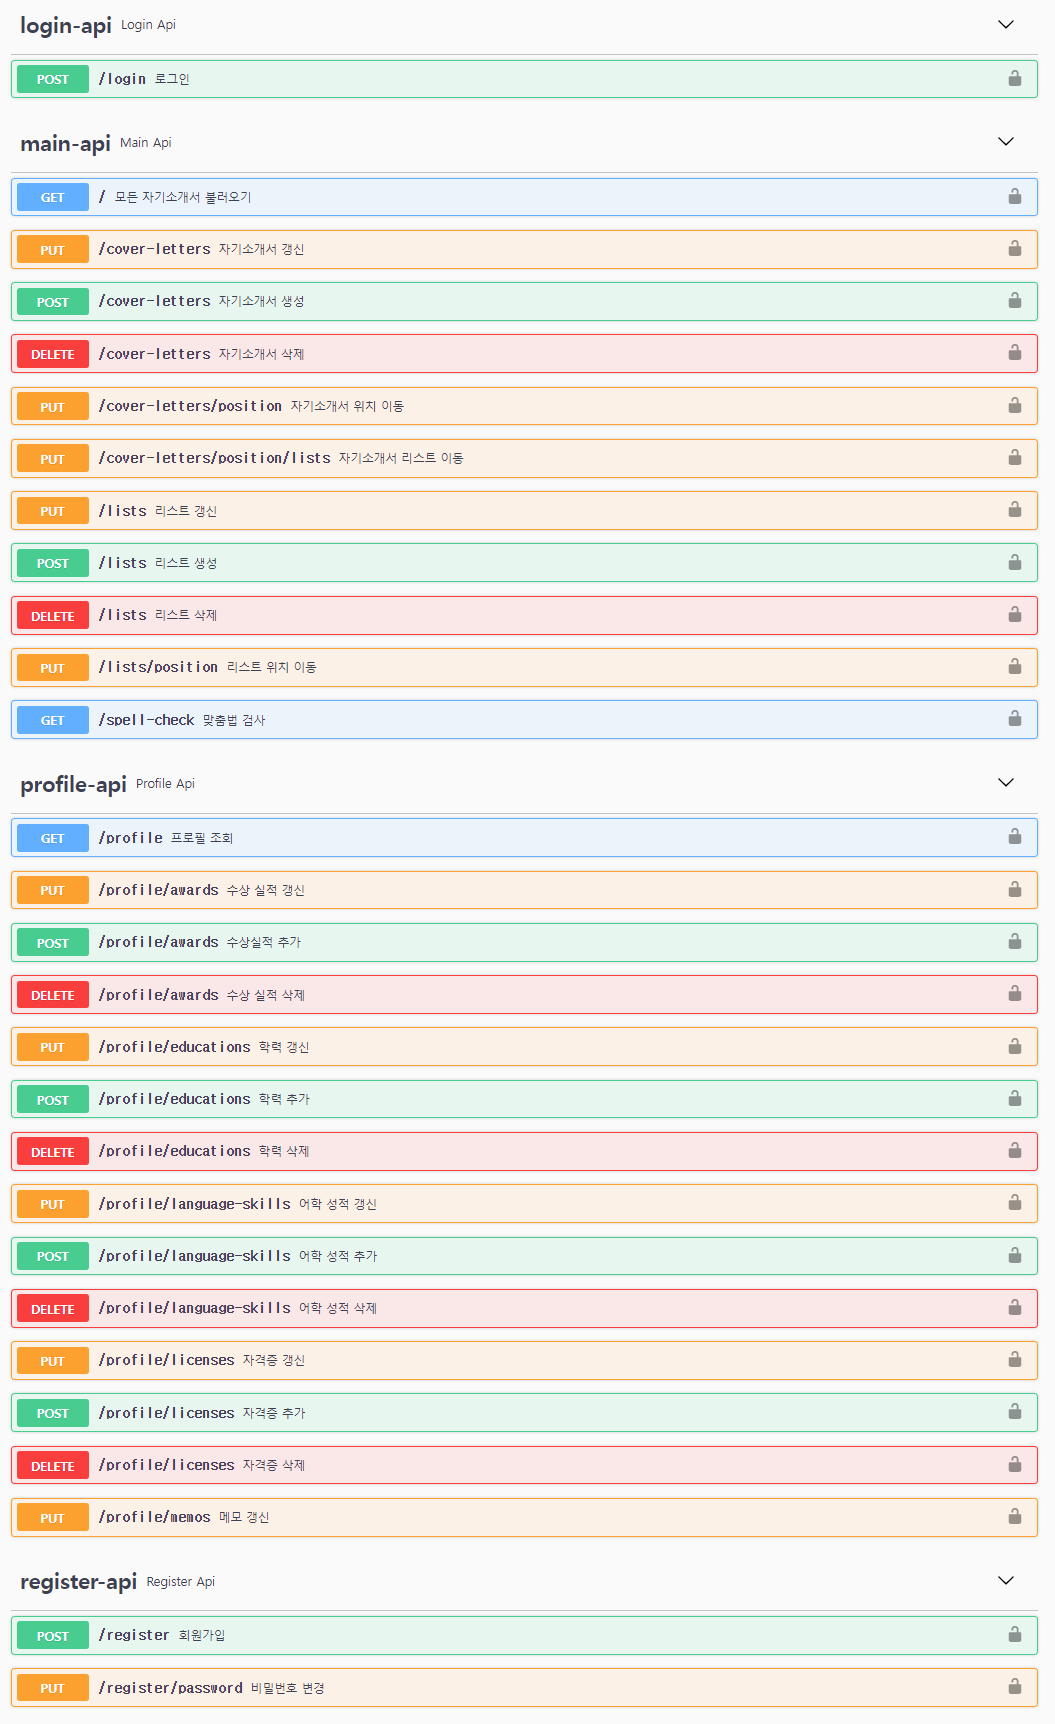 login-api Login Api
POST /login 로그인
main-api Main Api
GET / 모든 자기소개서 불러오기
PUT /cover-letters 자기소개서 갱신
POST /cover-letters 자기소개서 생성
DELETE /cover-letters 자기소개서 삭제
PUT /cover-letters/position 자기소개서 위치 이동
PUT /cover-letters/position/lists 자기소개서 리스트 이동
PUT /lists 리스트 갱신
POST /lists 리스트 생성
DELETE /lists 리스트 삭제
PUT /lists/position 리스트 위치 이동
GET /spell-check 맞춤법 검사
profile-api Profile Api
GET /profile 프로필 조회
PUT /profile/awards 수상 실적 갱신
POST /profile/awards 수상실적 추가
DELETE /profile/awards 수상 실적 삭제
PUT /profile/educations 학력 갱신
POST /profile/educations 학력 추가
DELETE /profile/educations 학력 삭제
PUT /profile/language-skills 어학 성적 갱신
POST /profile/language-skills 어학 성적 추가
DELETE /profile/language-skills 어학 성적 삭제
PUT /profile/licenses 자격증 갱신
POST /profile/licenses 자격증 추가
DELETE /profile/licenses 자격증 삭제
PUT /profile/memos 메모 갱신
register-api Register Api
POST /register 회원가입
PUT /register/password 비밀번호 변경